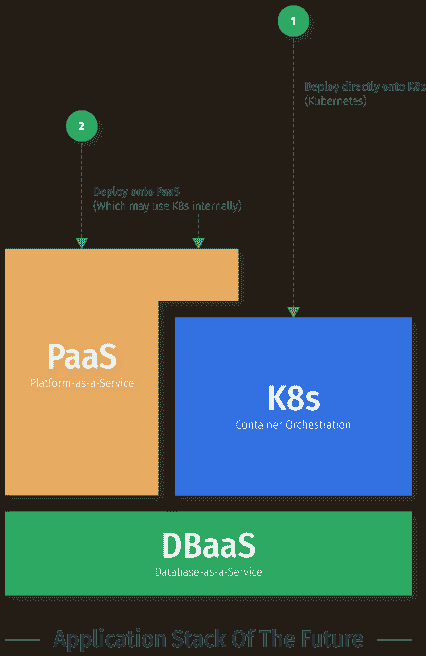 1
Deploy directly onto K8s
(Kubernetes)
2
Deploy onto PaaS
(Which may use K8s internally)
PaaS
Platform-as-a-Service
K8s
Container Orchestration
DBaaS
Database-as-a-Service
Application Stack Of The Future